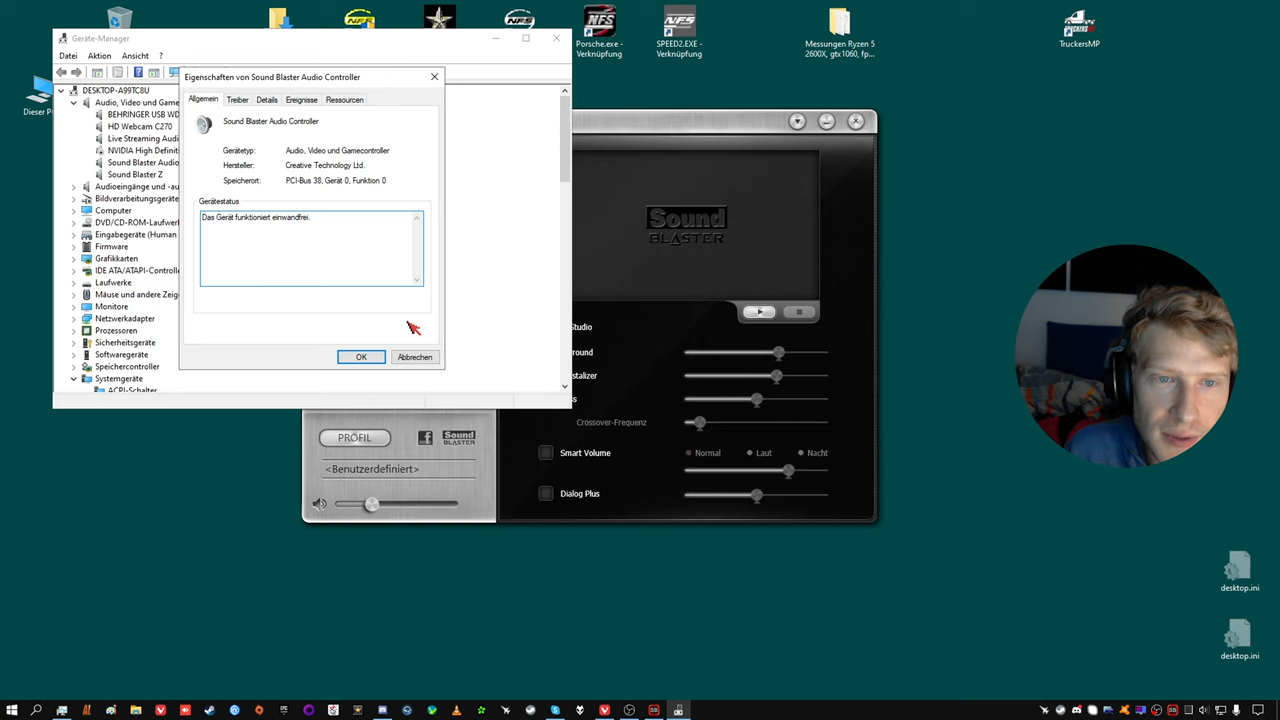 Porsche.exe -
Verknüpfung
SPEED2.EXE -
Verknüpfung
Messungen Ryzen 5
2600X, gtx1060, fp...
TruckersMP
Dieser P
Geräte-Manager
Datei Aktion Ansicht ?
DESKTOP-A99TC8U
Audio, Video und Game
BEHRINGER USB WD
HD Webcam C270
Live Streaming Audi
NVIDIA High Definit
Sound Blaster Audio
Sound Blaster Z
Audioeingänge und -au
Bildverarbeitungsgeräte
Computer
DVD/CD-ROM-Laufwerk
Eingabegeräte (Human
Firmware
Grafikkarten
IDE ATA/ATAPI-Controlle
Laufwerke
Mäuse und andere Zeig
Monitore
Netzwerkadapter
Prozessoren
Sicherheitsgeräte
Softwaregeräte
Speichercontroller
Systemgeräte
ACPI-Schalter
Eigenschaften von Sound Blaster Audio Controller
Allgemein Treiber Details Ereignisse Ressourcen
Sound Blaster Audio Controller
Gerätetyp: Audio, Video und Gamecontroller
Hersteller: Creative Technology Ltd.
Speicherort: PCI-Bus 38, Gerät 0, Funktion 0
Gerätestatus
Das Gerät funktioniert einwandfrei.
OK Abbrechen
Sound
BLASTER
Studio
round
stalizer
Crossover-Frequenz
Smart Volume Normal Laut Nacht
Dialog Plus
PROFIL
Sound
BLASTER
<Benutzerdefiniert>
desktop.ini
desktop.ini